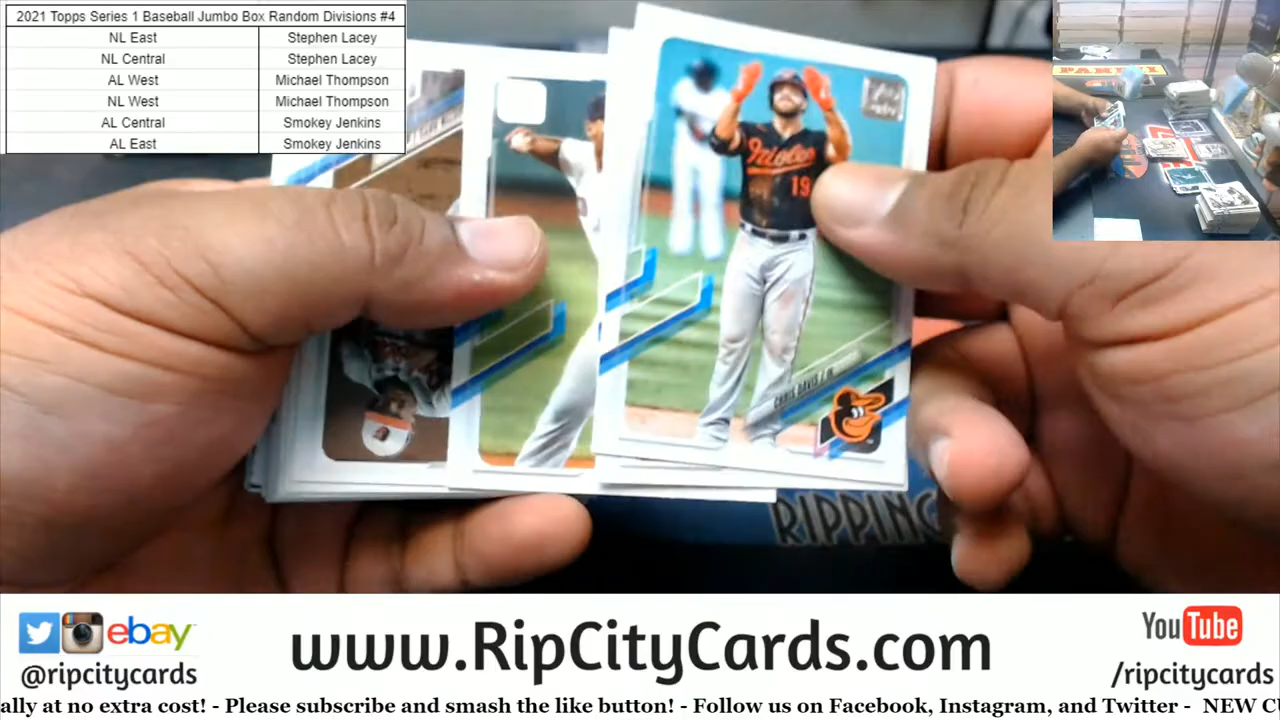 2021 Topps Series 1 Baseball Jumbo Box Random Divisions #4
NL East Stephen Lacey
NL Central Stephen Lacey
AL West Michael Thompson
NL West Michael Thompson
AL Central Smokey Jenkins
AL East Smokey Jenkins
PANINI
Orioles
19
CHRIS DAVIS / 1B
RIPPING
ebay
@ripcitycards
www.RipCityCards.com
YouTube
/ripcitycards
ally at no extra cost! - Please subscribe and smash the like button! - Follow us on Facebook, Instagram, and Twitter - NEW C